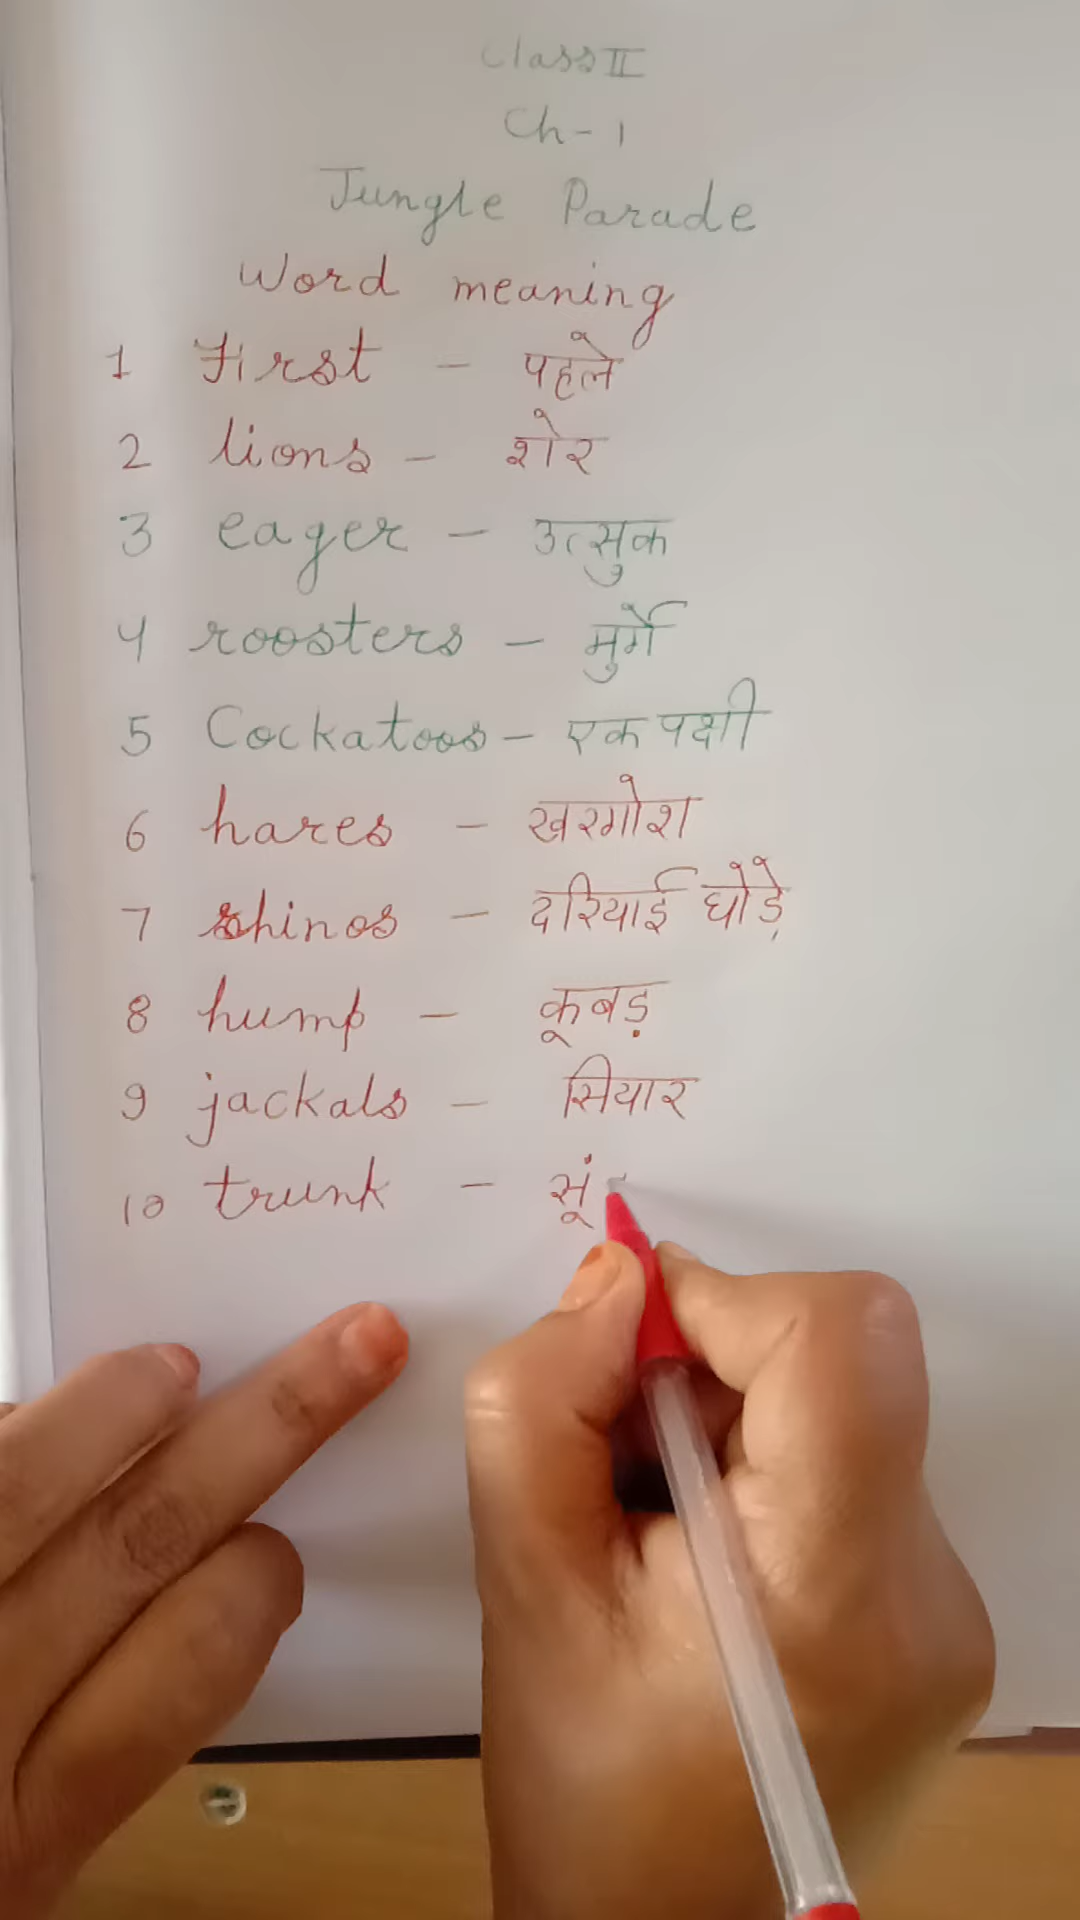 Class II
Ch-1
Jungle Parade
Word meaning
1 First - पहले
2 lions - शेर
3 eager - उत्सुक
4 roosters - मुर्गे
5 Cockatoos - एक पक्षी
6 hares - खरगोश
7 rhinos - दरियाई घोड़े
8 hump - कूबड़
9 jackals - सियार
10 trunk - सूं